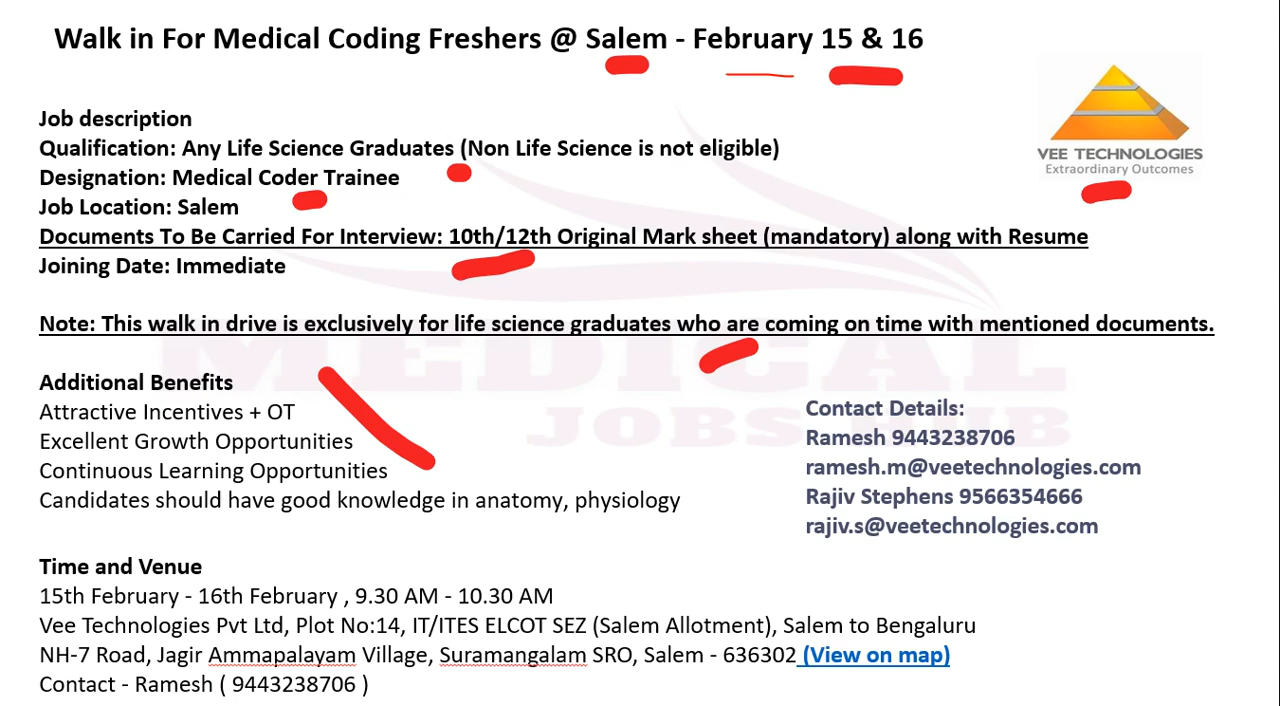 Walk in For Medical Coding Freshers @ Salem - February 15 & 16
VEE TECHNOLOGIES
Extraordinary Outcomes
Job description
Qualification: Any Life Science Graduates (Non Life Science is not eligible)
Designation: Medical Coder Trainee
Job Location: Salem
Documents To Be Carried For Interview: 10th/12th Original Mark sheet (mandatory) along with Resume
Joining Date: Immediate
Note: This walk in drive is exclusively for life science graduates who are coming on time with mentioned documents.
MEDICAL
JOBS HUB
Additional Benefits
Attractive Incentives + OT
Excellent Growth Opportunities
Continuous Learning Opportunities
Candidates should have good knowledge in anatomy, physiology
Contact Details:
Ramesh 9443238706
ramesh.m@veetechnologies.com
Rajiv Stephens 9566354666
rajiv.s@veetechnologies.com
Time and Venue
15th February - 16th February , 9.30 AM - 10.30 AM
Vee Technologies Pvt Ltd, Plot No:14, IT/ITES ELCOT SEZ (Salem Allotment), Salem to Bengaluru
NH-7 Road, Jagir Ammapalayam Village, Suramangalam SRO, Salem - 636302 (View on map)
Contact - Ramesh ( 9443238706 )